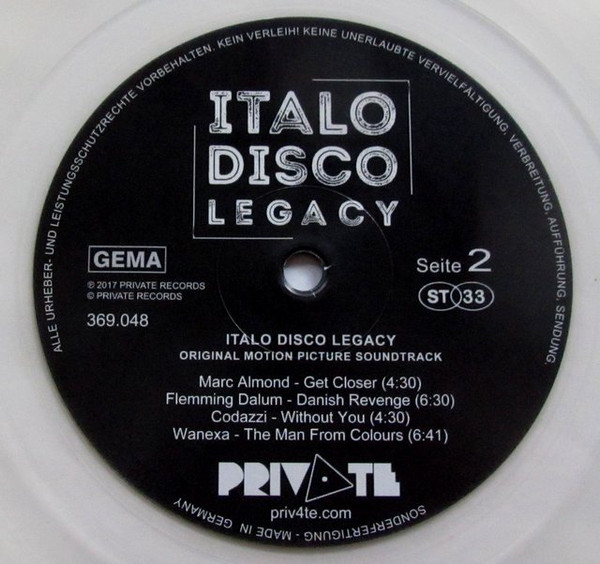 ALLE URHEBER- UND LEISTUNGSSCHUTZRECHTE VORBEHALTEN. KEIN VERLEIH! KEINE UNERLAUBTE VERVIELFÄLTIGUNG, VERBREITUNG, AUFFÜHRUNG, SENDUNG.
ITALO
DISCO
LEGACY
GEMA
℗ 2017 PRIVATE RECORDS
© PRIVATE RECORDS
369.048
Seite 2
ST 33
ITALO DISCO LEGACY
ORIGINAL MOTION PICTURE SOUNDTRACK
Marc Almond - Get Closer (4:30)
Flemming Dalum - Danish Revenge (6:30)
Codazzi - Without You (4:30)
Wanexa - The Man From Colours (6:41)
PRIVATE
priv4te.com
SONDERFERTIGUNG - MADE IN GERMANY